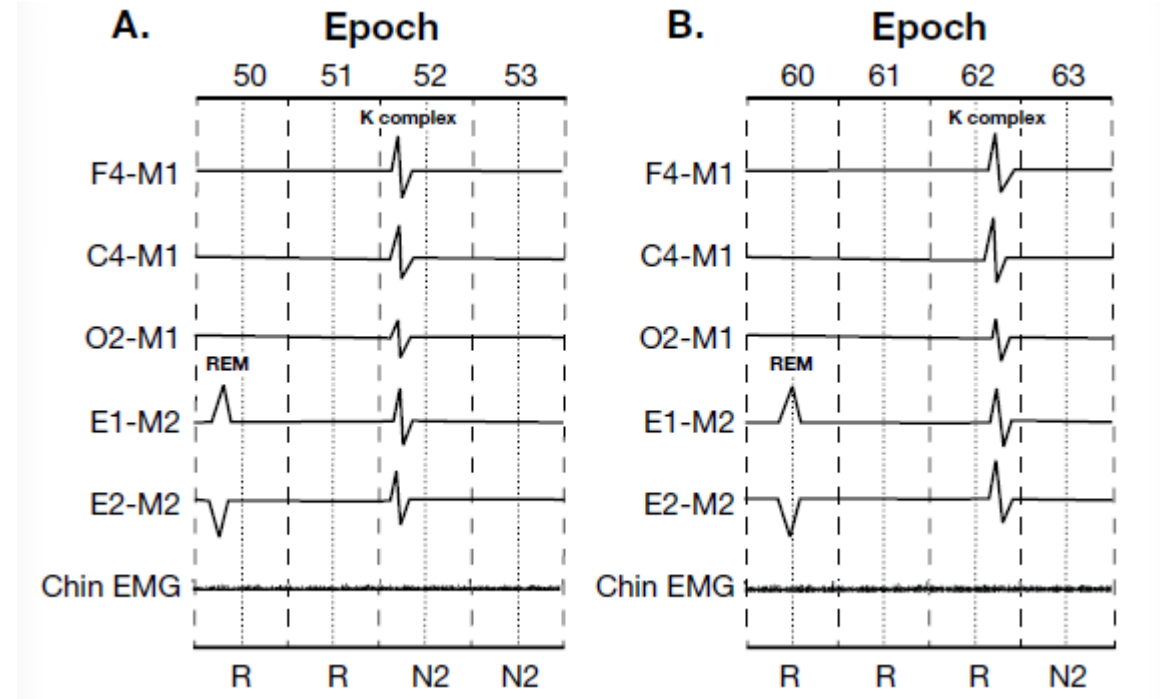 A.
Epoch
50 51 52 53
K complex
F4-M1
C4-M1
O2-M1
REM
E1-M2
E2-M2
Chin EMG
R R N2 N2
B.
Epoch
60 61 62 63
K complex
F4-M1
C4-M1
O2-M1
REM
E1-M2
E2-M2
Chin EMG
R R R N2